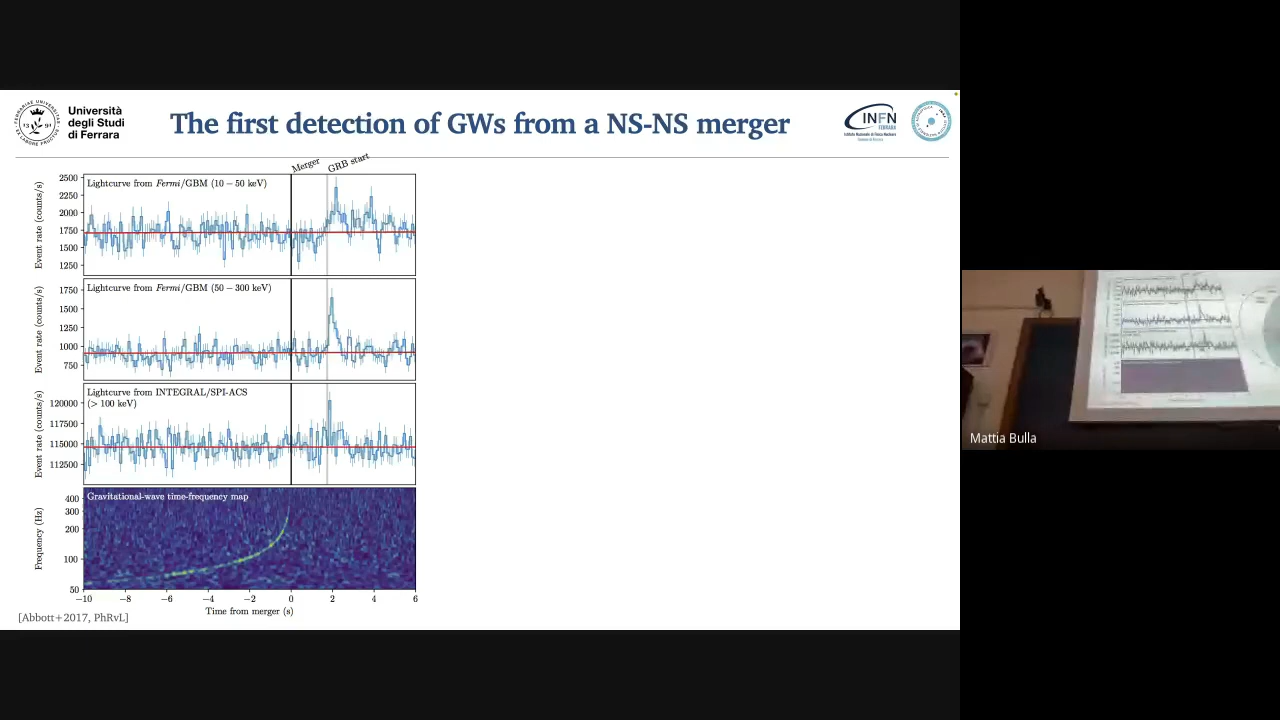 Università
degli Studi
di Ferrara
The first detection of GWs from a NS-NS merger
INFN
FERRARA
Istituto Nazionale di Fisica Nucleare
Merger
GRB start
Lightcurve from Fermi/GBM (10 − 50 keV)
Event rate (counts/s)
2500
2250
2000
1750
1500
1250
Lightcurve from Fermi/GBM (50 − 300 keV)
Event rate (counts/s)
1750
1500
1250
1000
750
Lightcurve from INTEGRAL/SPI-ACS
(> 100 keV)
Event rate (counts/s)
120000
117500
115000
112500
Gravitational-wave time-frequency map
Frequency (Hz)
400
300
200
100
50
−10 −8 −6 −4 −2 0 2 4 6
Time from merger (s)
[Abbott+2017, PhRvL]
Mattia Bulla